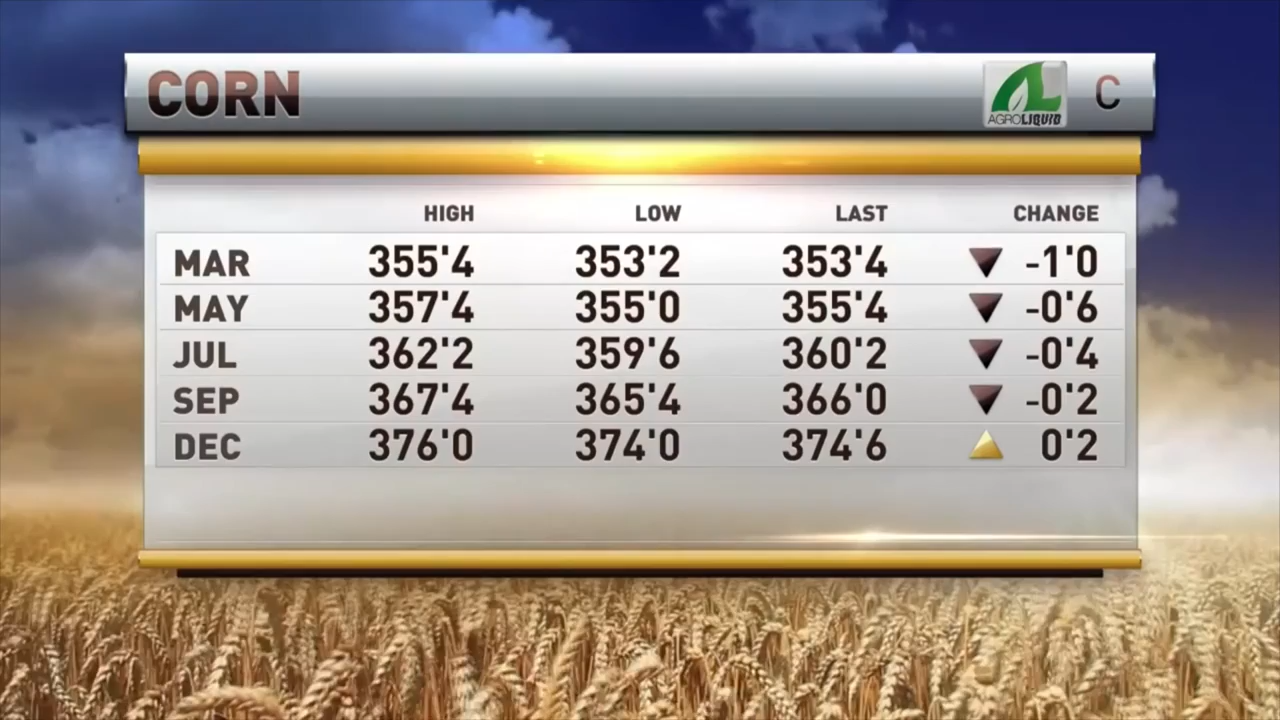 CORN AGROLIQUID C
HIGH LOW LAST CHANGE
MAR 355'4 353'2 353'4 -1'0
MAY 357'4 355'0 355'4 -0'6
JUL 362'2 359'6 360'2 -0'4
SEP 367'4 365'4 366'0 -0'2
DEC 376'0 374'0 374'6 0'2